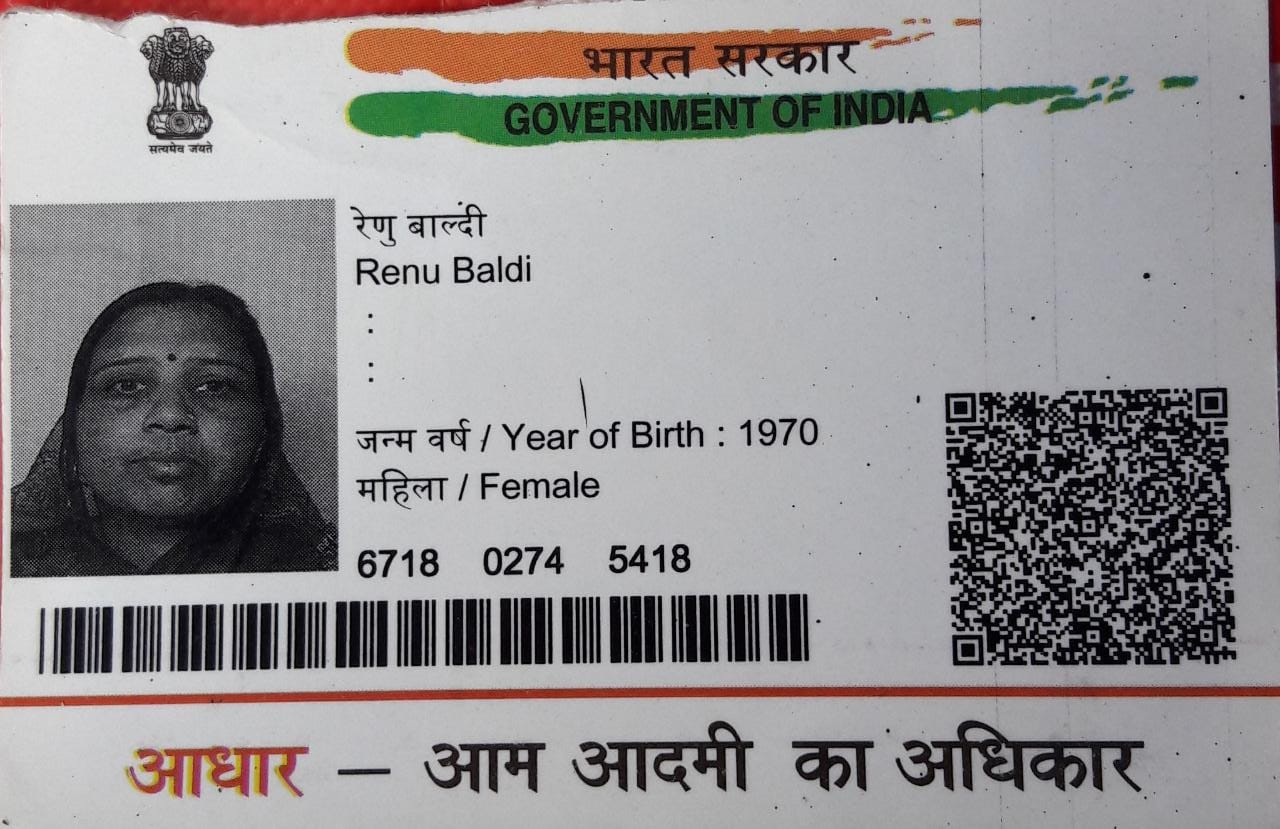 भारत सरकार
GOVERNMENT OF INDIA
सत्यमेव जयते
रेणु बाल्दी
Renu Baldi
:
:
जन्म वर्ष / Year of Birth : 1970
महिला / Female
6718 0274 5418
आधार — आम आदमी का अधिकार